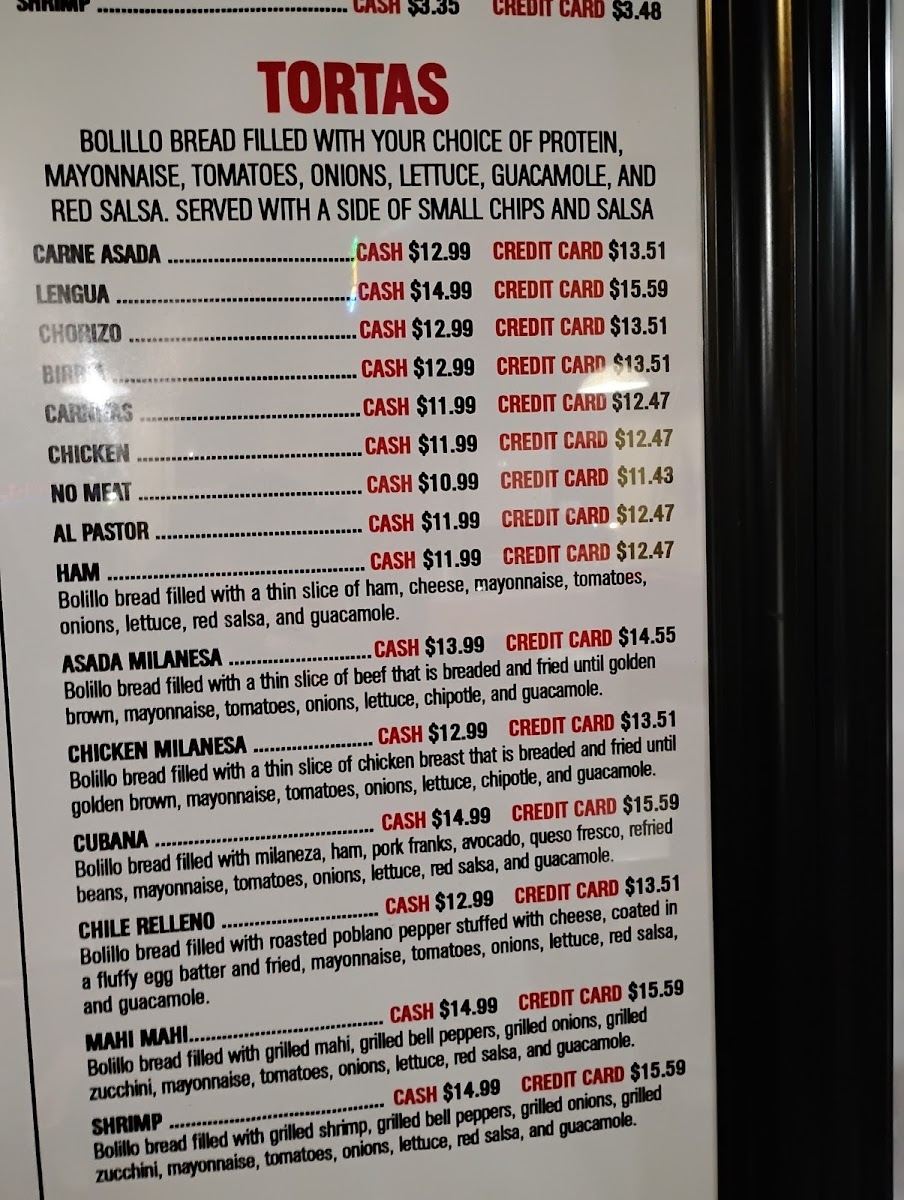 SHRIMP ........ CASH $3.35 CREDIT CARD $3.48
TORTAS
BOLILLO BREAD FILLED WITH YOUR CHOICE OF PROTEIN,
MAYONNAISE, TOMATOES, ONIONS, LETTUCE, GUACAMOLE, AND
RED SALSA. SERVED WITH A SIDE OF SMALL CHIPS AND SALSA
CARNE ASADA ........ CASH $12.99 CREDIT CARD $13.51
LENGUA ........ CASH $14.99 CREDIT CARD $15.59
CHORIZO ........ CASH $12.99 CREDIT CARD $13.51
BIRRIA ........ CASH $12.99 CREDIT CARD $13.51
CARNITAS ........ CASH $11.99 CREDIT CARD $12.47
CHICKEN ........ CASH $11.99 CREDIT CARD $12.47
NO MEAT ........ CASH $10.99 CREDIT CARD $11.43
AL PASTOR ........ CASH $11.99 CREDIT CARD $12.47
HAM ........ CASH $11.99 CREDIT CARD $12.47
Bolillo bread filled with a thin slice of ham, cheese, mayonnaise, tomatoes,
onions, lettuce, red salsa, and guacamole.
ASADA MILANESA ........ CASH $13.99 CREDIT CARD $14.55
Bolillo bread filled with a thin slice of beef that is breaded and fried until golden
brown, mayonnaise, tomatoes, onions, lettuce, chipotle, and guacamole.
CHICKEN MILANESA ........ CASH $12.99 CREDIT CARD $13.51
Bolillo bread filled with a thin slice of chicken breast that is breaded and fried until
golden brown, mayonnaise, tomatoes, onions, lettuce, chipotle, and guacamole.
CUBANA ........ CASH $14.99 CREDIT CARD $15.59
Bolillo bread filled with milaneza, ham, pork franks, avocado, queso fresco, refried
beans, mayonnaise, tomatoes, onions, lettuce, red salsa, and guacamole.
CHILE RELLENO ........ CASH $12.99 CREDIT CARD $13.51
Bolillo bread filled with roasted poblano pepper stuffed with cheese, coated in
a fluffy egg batter and fried, mayonnaise, tomatoes, onions, lettuce, red salsa,
and guacamole.
MAHI MAHI........ CASH $14.99 CREDIT CARD $15.59
Bolillo bread filled with grilled mahi, grilled bell peppers, grilled onions, grilled
zucchini, mayonnaise, tomatoes, onions, lettuce, red salsa, and guacamole.
SHRIMP ........ CASH $14.99 CREDIT CARD $15.59
Bolillo bread filled with grilled shrimp, grilled bell peppers, grilled onions, grilled
zucchini, mayonnaise, tomatoes, onions, lettuce, red salsa, and guacamole.